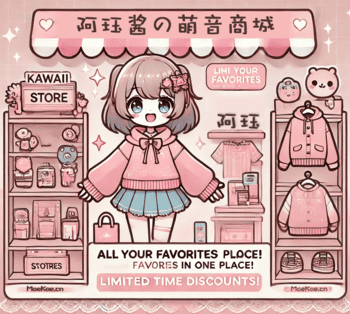 阿珏酱の萌音商城
KAWAII
STORE
LIMI YOUR
FAVORITES
阿珏
STOTRES
ALL YOUR FAVORITES PLOCE!
FAVORES IN ONE PLACE!
LIMITED TIME DISCOUNTS!
MoeKoe.cn
MoeKoe.cn